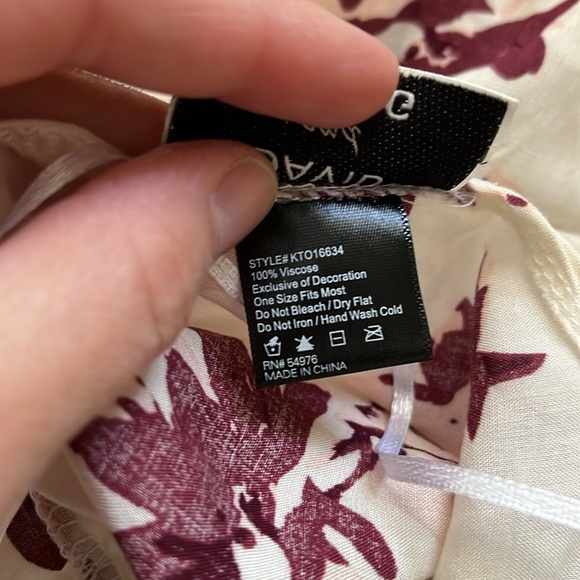 STYLE# KTO16634
100% Viscose
Exclusive of Decoration
One Size Fits Most
Do Not Bleach / Dry Flat
Do Not Iron / Hand Wash Cold
RN# 54976
MADE IN CHINA